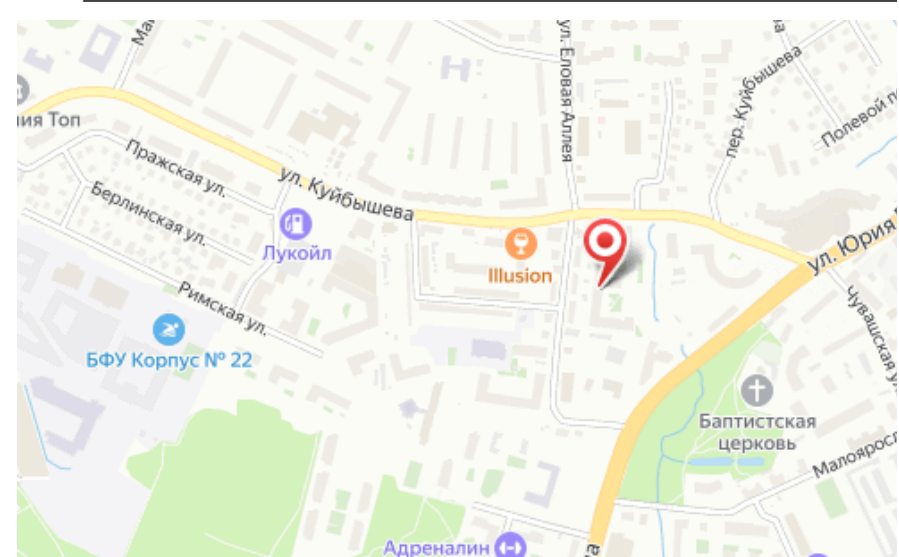 ул. Еловая Аллея
пер. Куйбышева
Полевой п
ия Топ
Пражская ул.
ул. Куйбышева
Берлинская ул.
Лукойл
Illusion
ул. Юрия
Римская ул.
Чувашская ул
БФУ Корпус № 22
Баптистская
церковь
Малояросл
Адреналин